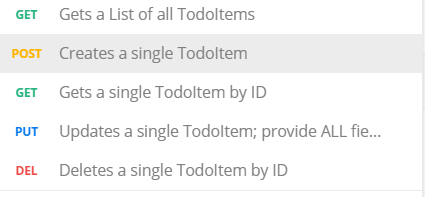 GET Gets a List of all TodoItems
POST Creates a single TodoItem
GET Gets a single TodoItem by ID
PUT Updates a single TodoItem; provide ALL fie...
DEL Deletes a single TodoItem by ID